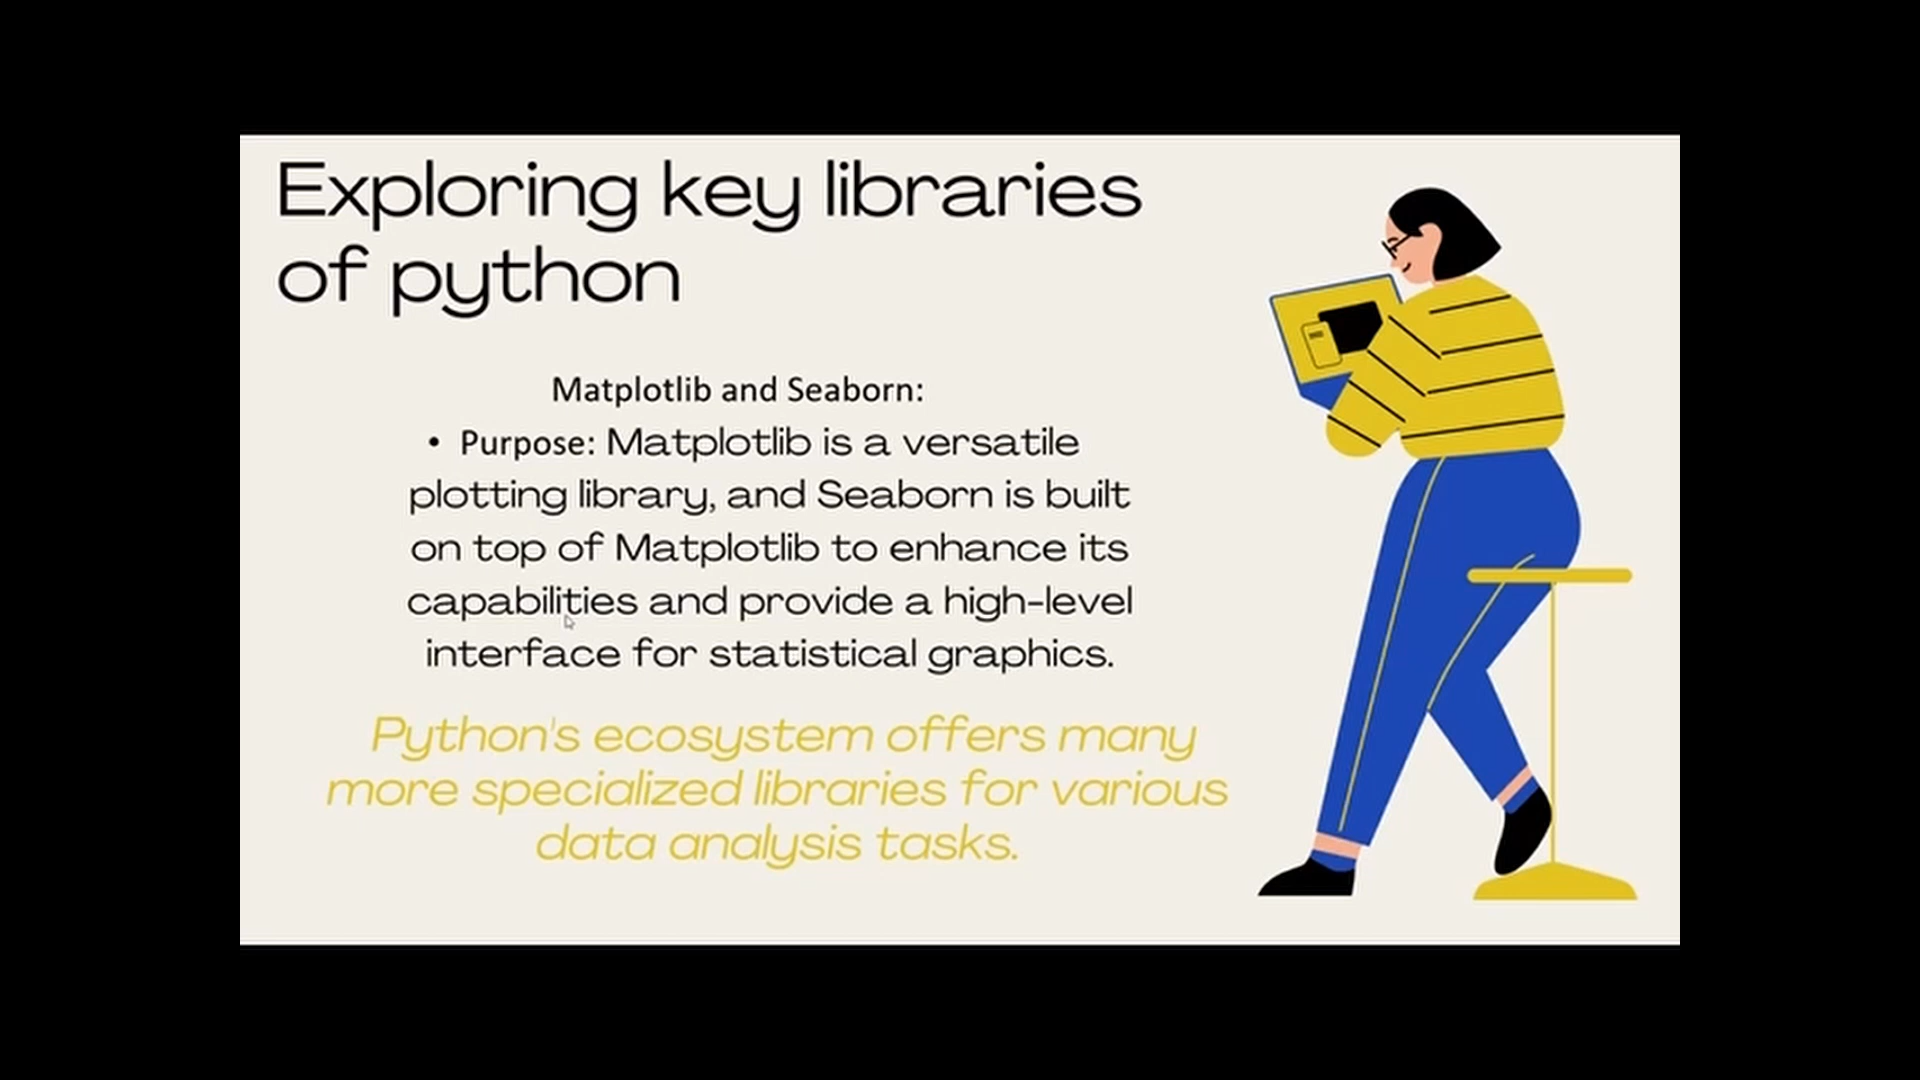 Exploring key libraries
of python
Matplotlib and Seaborn:
• Purpose: Matplotlib is a versatile
plotting library, and Seaborn is built
on top of Matplotlib to enhance its
capabilities and provide a high-level
interface for statistical graphics.
Python's ecosystem offers many
more specialized libraries for various
data analysis tasks.